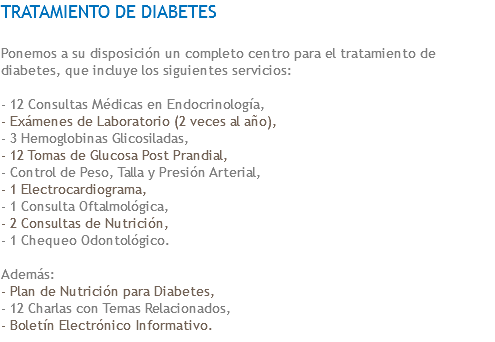 TRATAMIENTO DE DIABETES
Ponemos a su disposición un completo centro para el tratamiento de
diabetes, que incluye los siguientes servicios:
- 12 Consultas Médicas en Endocrinología,
- Exámenes de Laboratorio (2 veces al año),
- 3 Hemoglobinas Glicosiladas,
- 12 Tomas de Glucosa Post Prandial,
- Control de Peso, Talla y Presión Arterial,
- 1 Electrocardiograma,
- 1 Consulta Oftalmológica,
- 2 Consultas de Nutrición,
- 1 Chequeo Odontológico.
Además:
- Plan de Nutrición para Diabetes,
- 12 Charlas con Temas Relacionados,
- Boletín Electrónico Informativo.